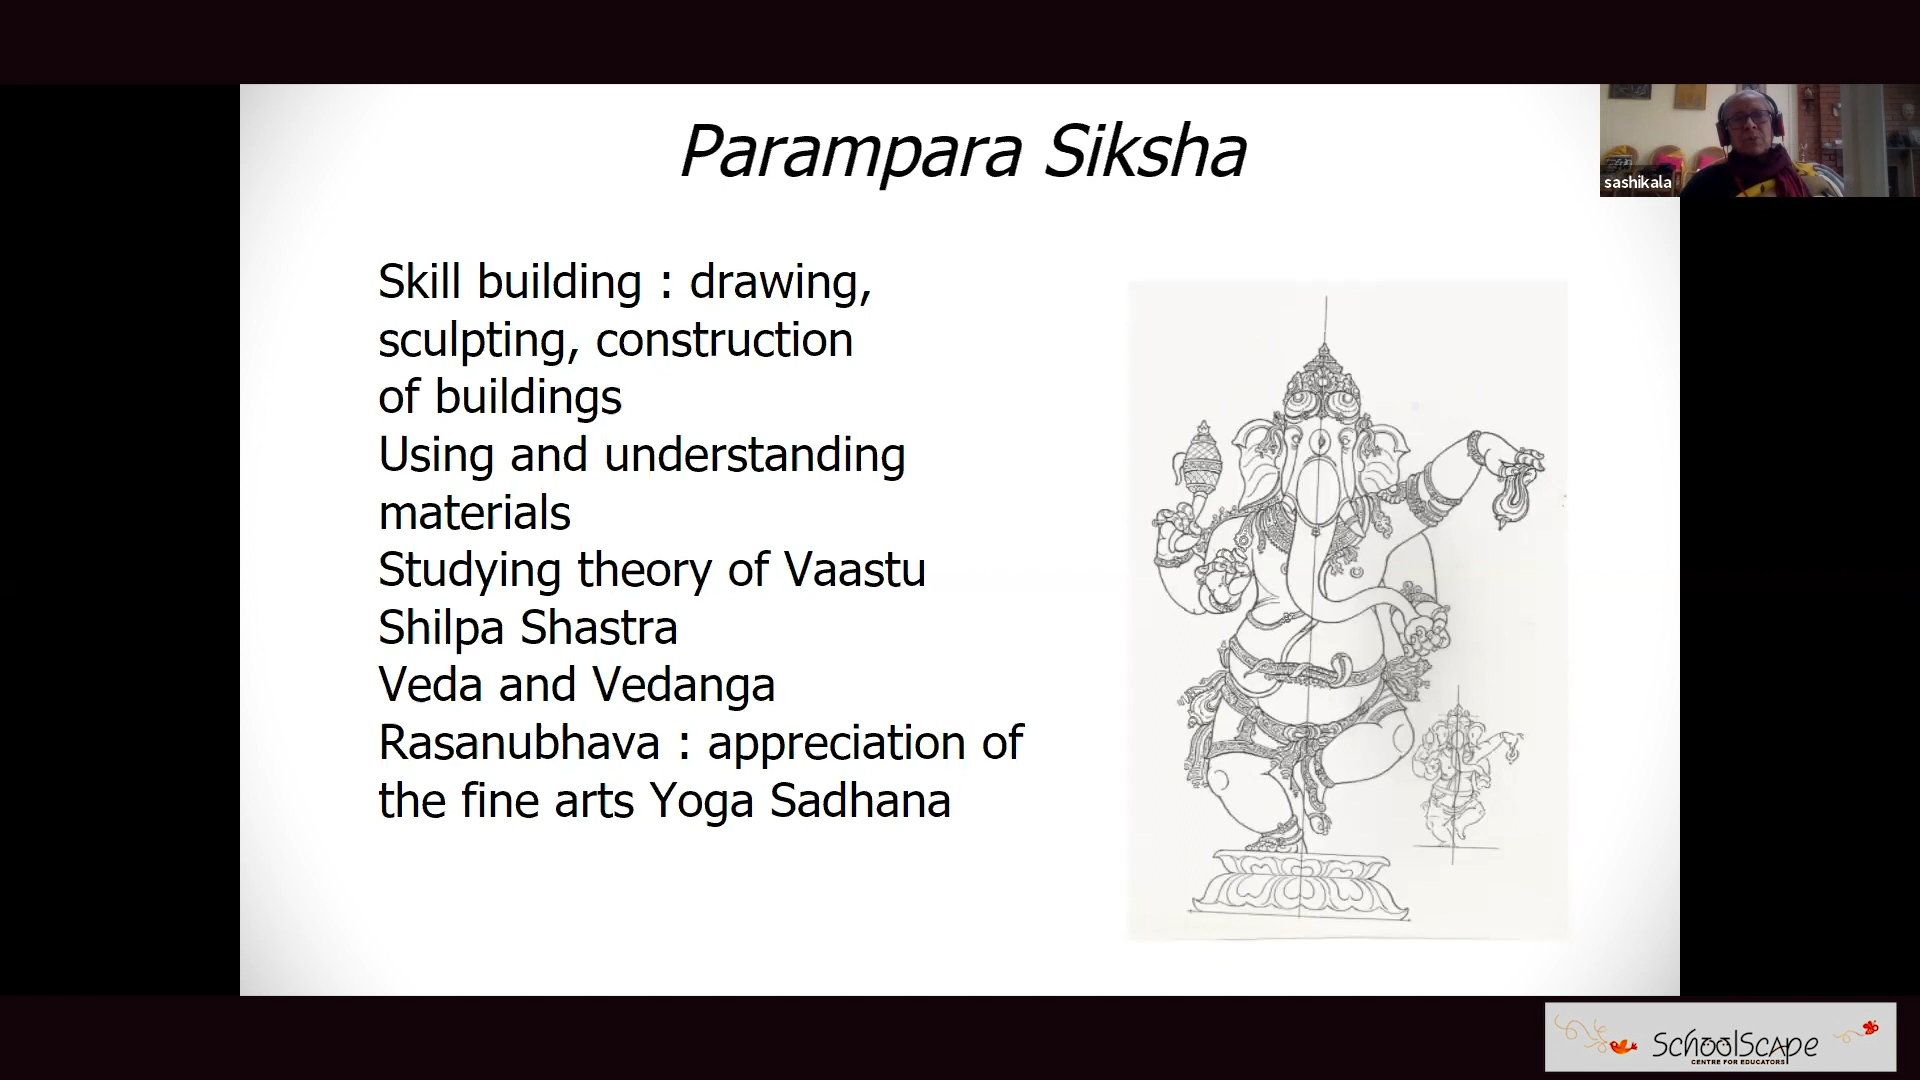 Parampara Siksha
sashikala
Skill building : drawing,
sculpting, construction
of buildings
Using and understanding
materials
Studying theory of Vaastu
Shilpa Shastra
Veda and Vedanga
Rasanubhava : appreciation of
the fine arts Yoga Sadhana
SchoolScape
CENTRE FOR EDUCATORS